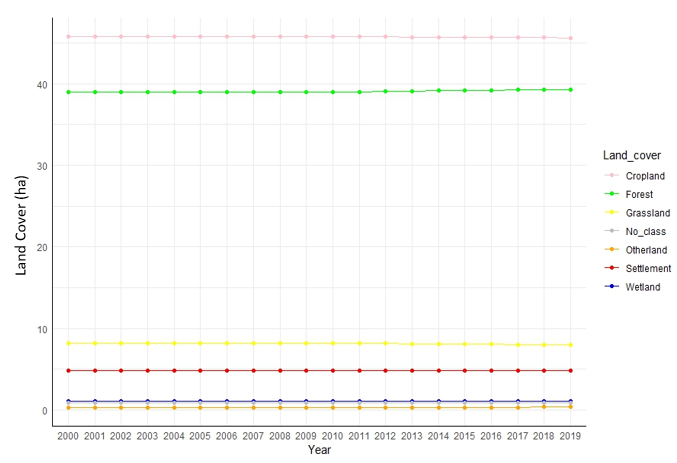 Land Cover (ha)
40
30
20
10
0
2000 2001 2002 2003 2004 2005 2006 2007 2008 2009 2010 2011 2012 2013 2014 2015 2016 2017 2018 2019
Year
Land_cover
Cropland
Forest
Grassland
No_class
Otherland
Settlement
Wetland